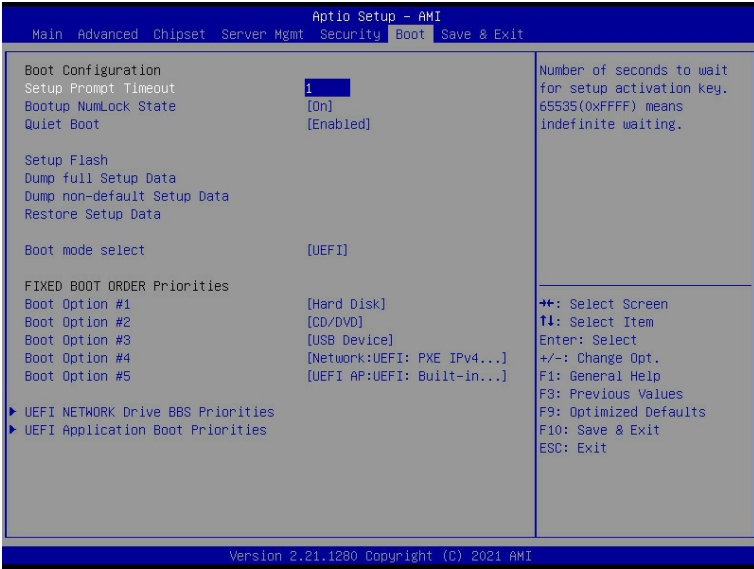 Aptio Setup – AMI
Main Advanced Chipset Server Mgmt Security Boot Save & Exit
Boot Configuration
Setup Prompt Timeout 1
Bootup NumLock State [On]
Quiet Boot [Enabled]
Setup Flash
Dump full Setup Data
Dump non-default Setup Data
Restore Setup Data
Boot mode select [UEFI]
FIXED BOOT ORDER Priorities
Boot Option #1 [Hard Disk]
Boot Option #2 [CD/DVD]
Boot Option #3 [USB Device]
Boot Option #4 [Network:UEFI: PXE IPv4...]
Boot Option #5 [UEFI AP:UEFI: Built-in...]
▶ UEFI NETWORK Drive BBS Priorities
▶ UEFI Application Boot Priorities
Number of seconds to wait
for setup activation key.
65535(0xFFFF) means
indefinite waiting.
→←: Select Screen
↑↓: Select Item
Enter: Select
+/-: Change Opt.
F1: General Help
F3: Previous Values
F9: Optimized Defaults
F10: Save & Exit
ESC: Exit
Version 2.21.1280 Copyright (C) 2021 AMI